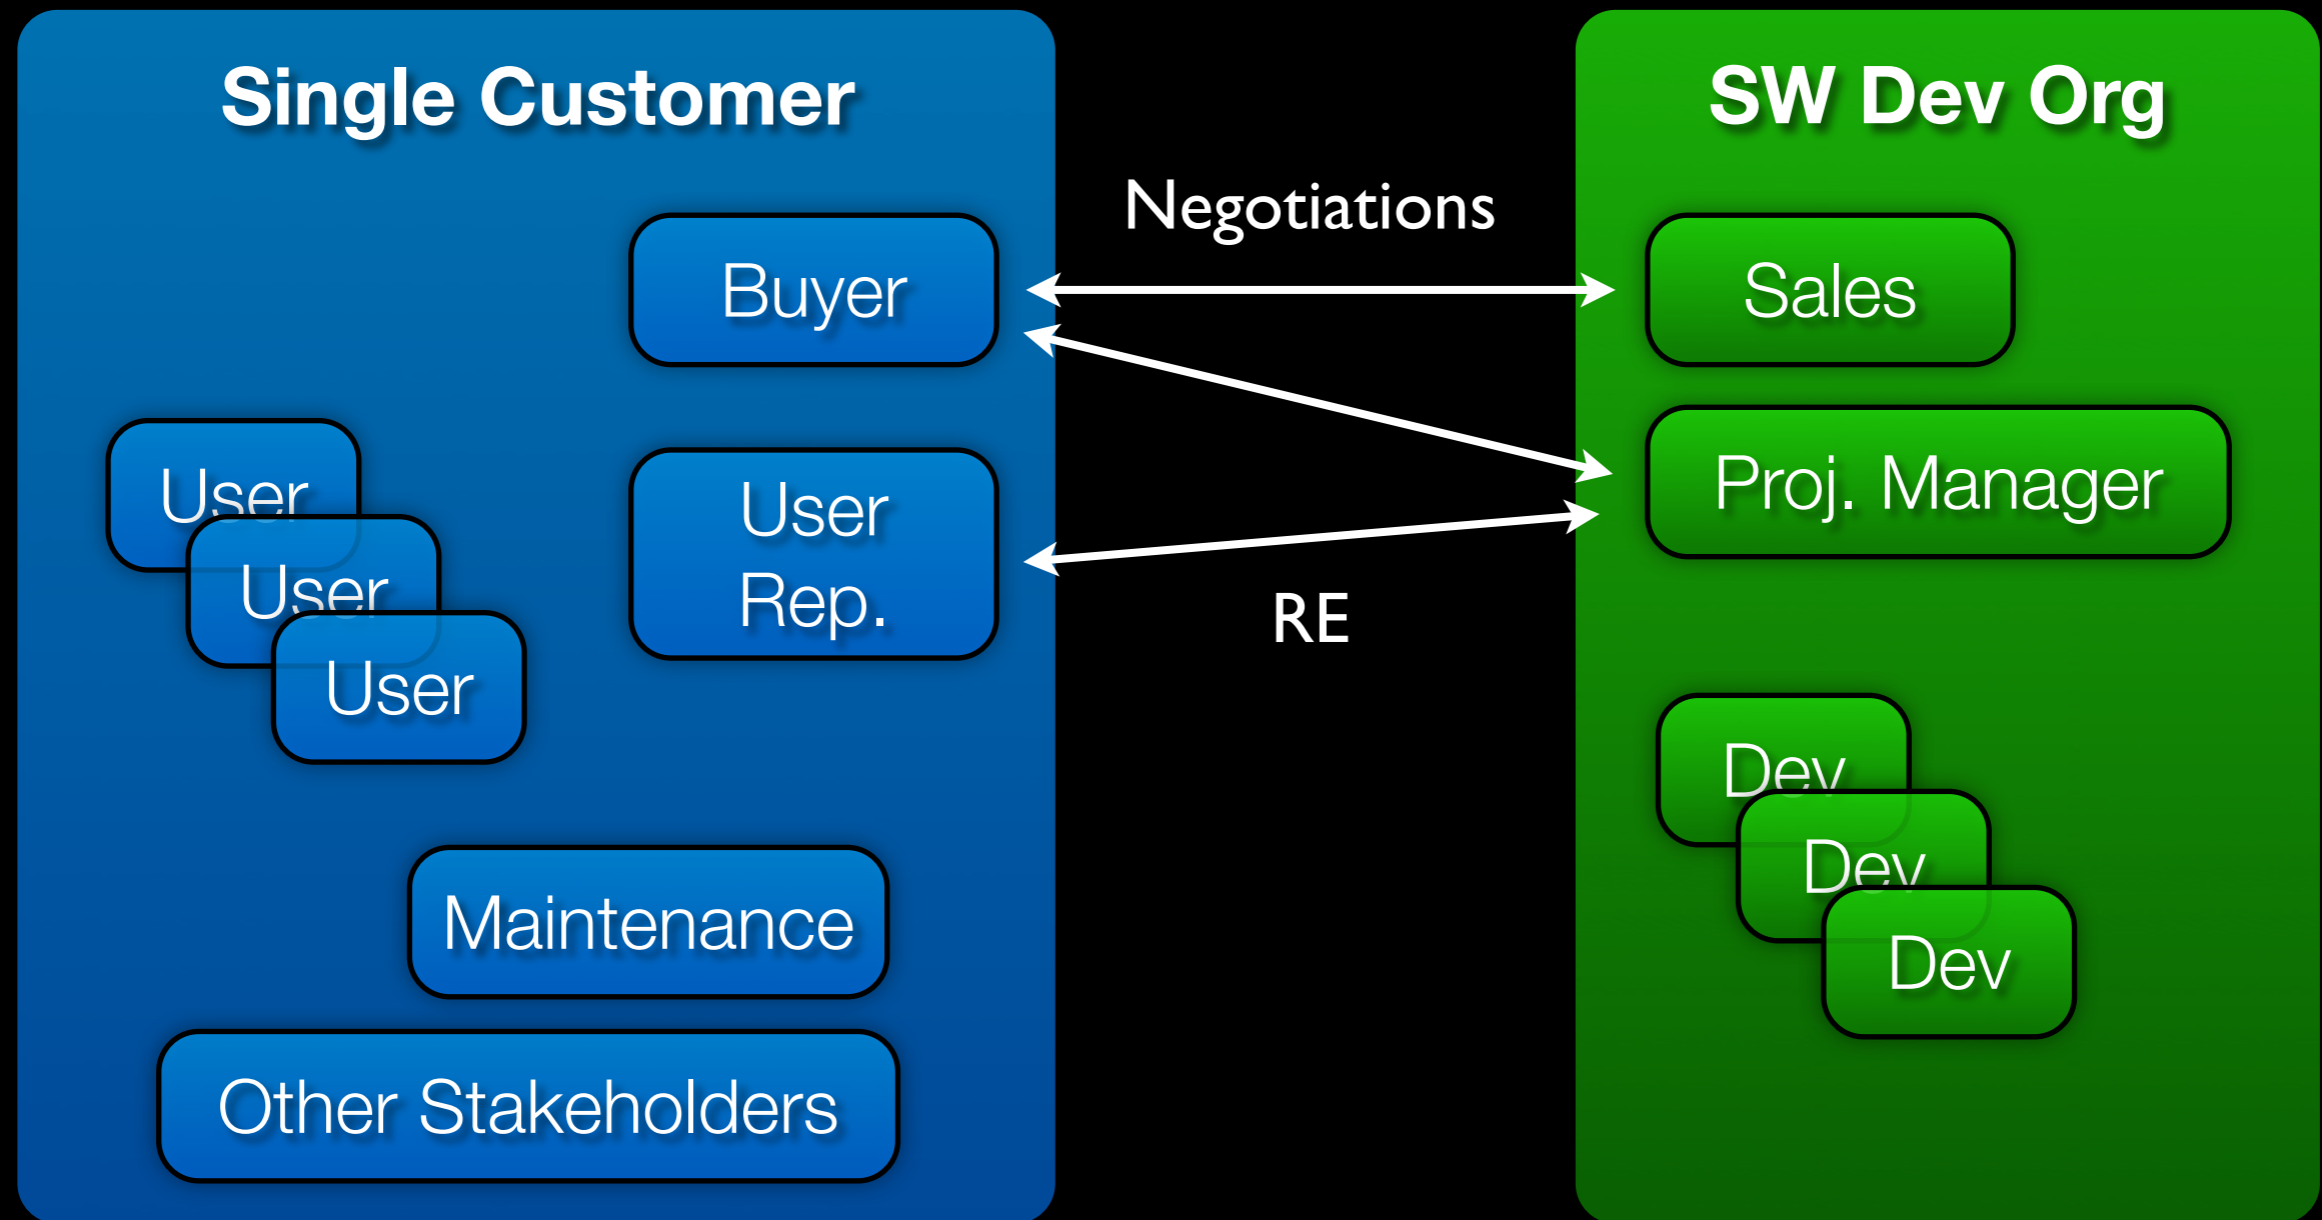 Single Customer
Buyer
User
User
User
User
Rep.
Maintenance
Other Stakeholders
Negotiations
RE
SW Dev Org
Sales
Proj. Manager
Dev
Dev
Dev